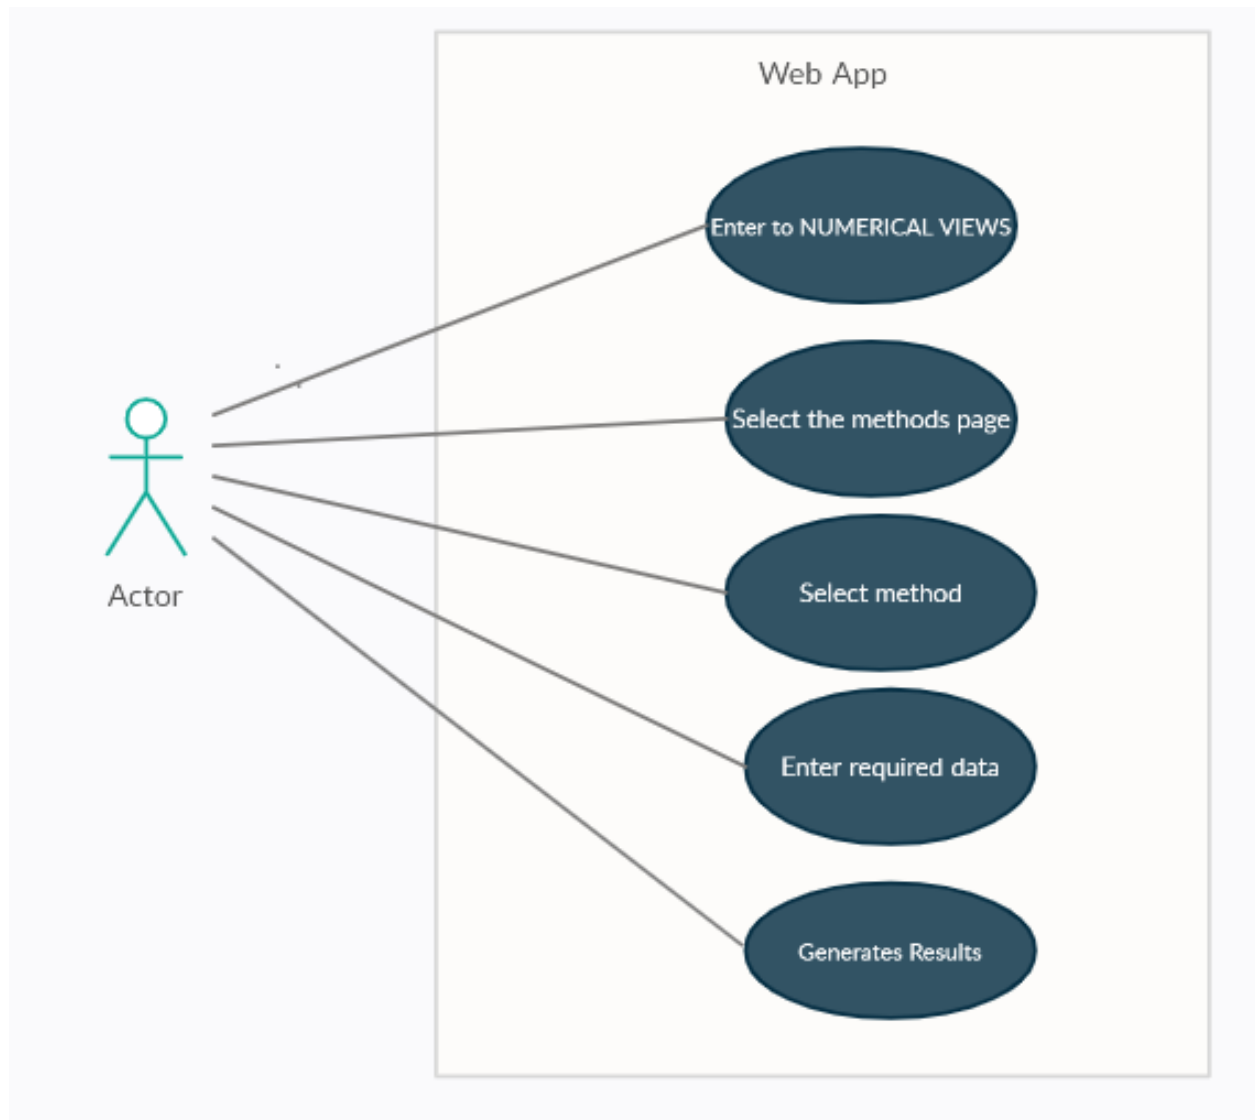 Web App
Enter to NUMERICAL VIEWS
Select the methods page
Select method
Actor
Enter required data
Generates Results